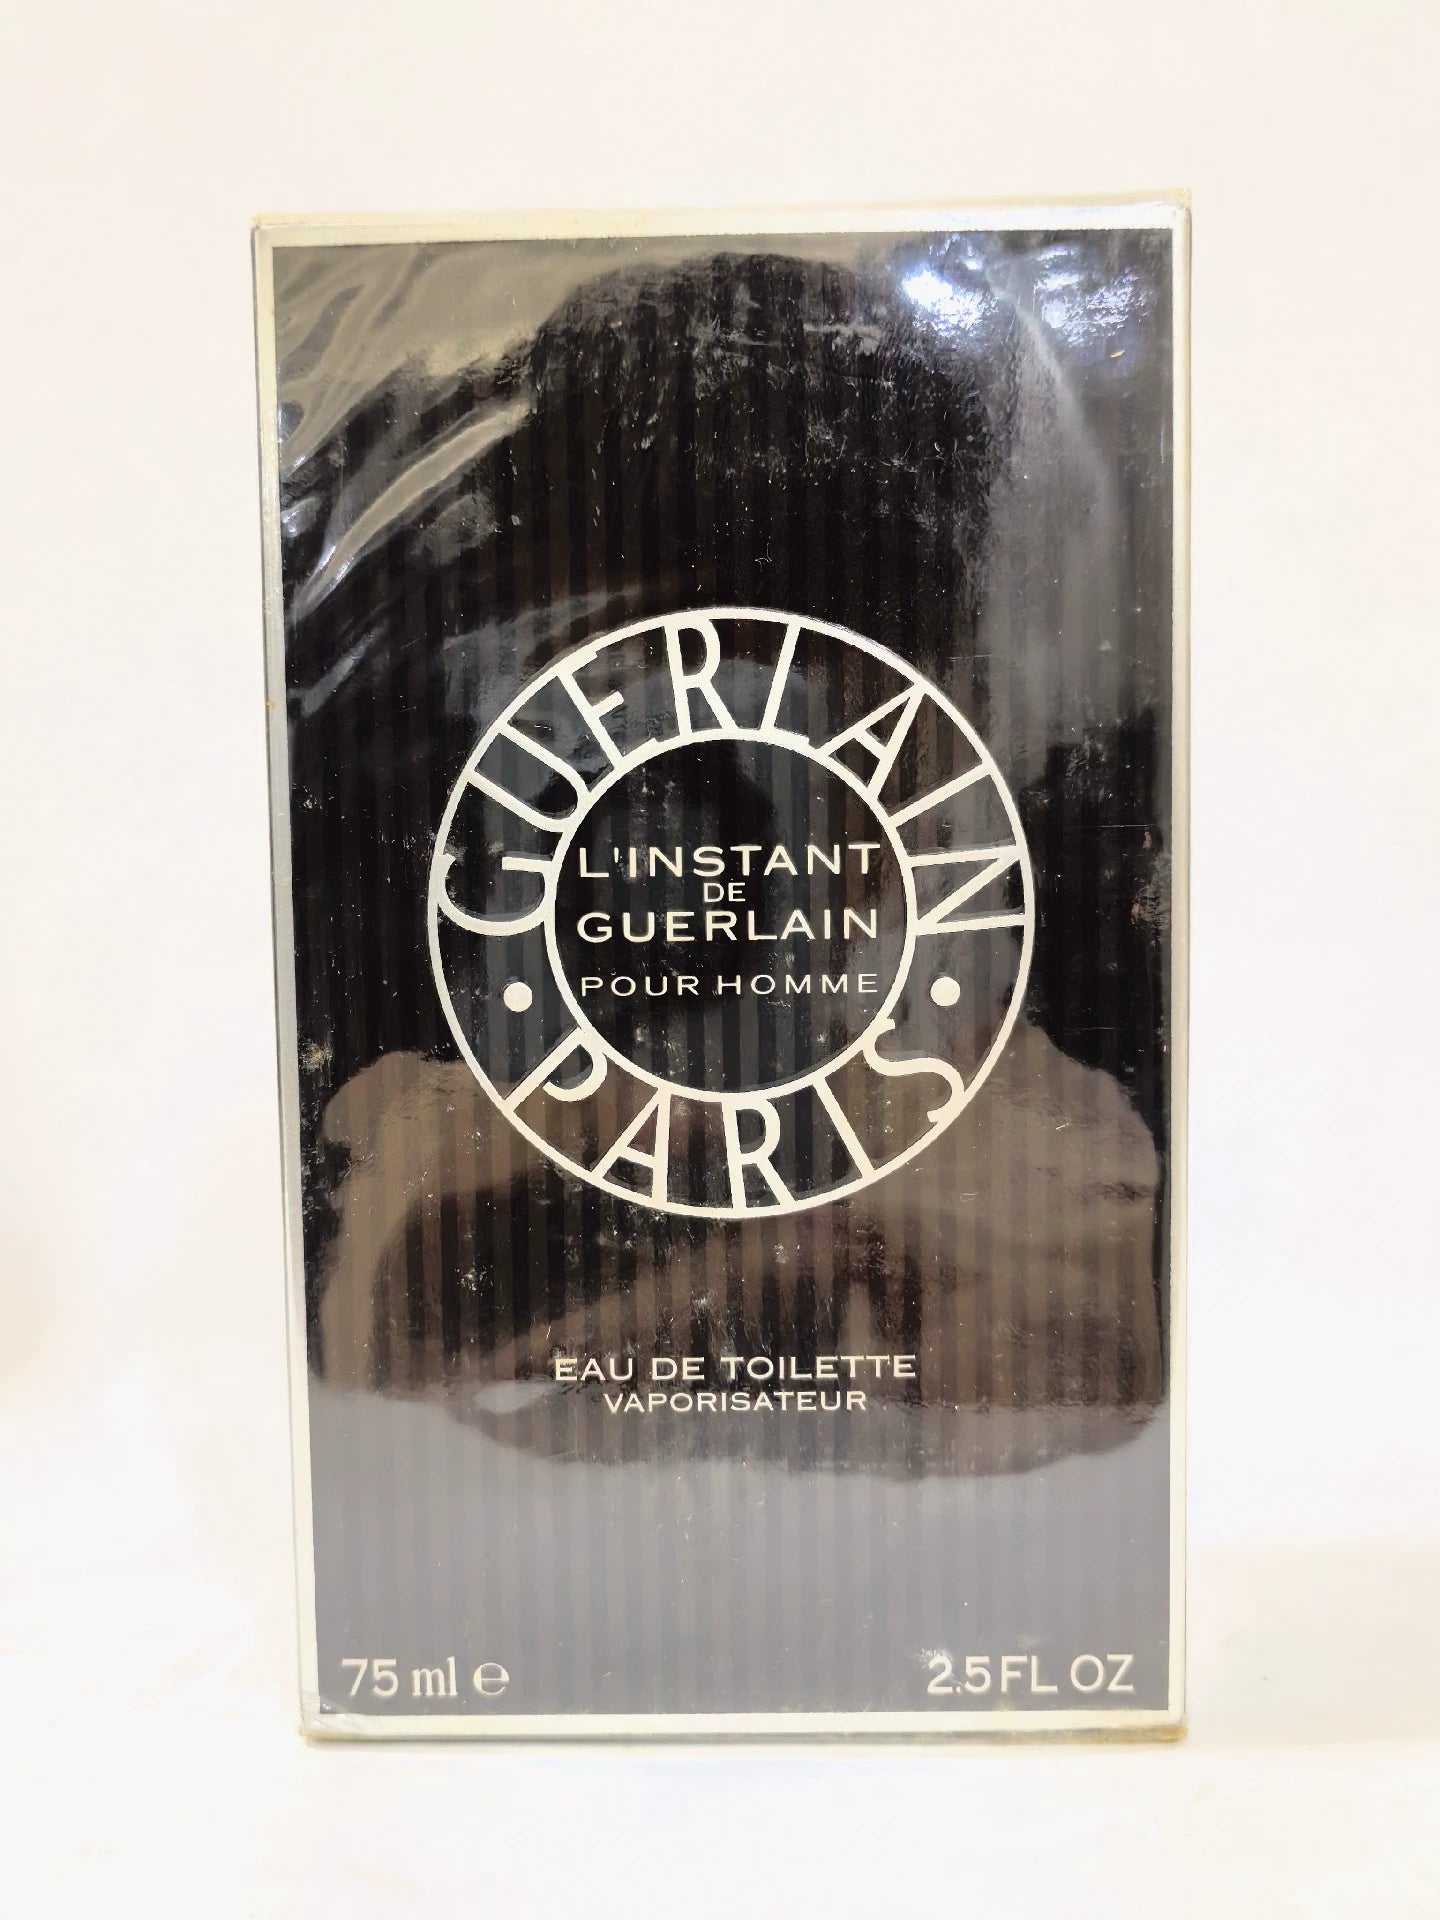 GUERLAIN
L'INSTANT
DE
GUERLAIN
POUR HOMME
PARIS
EAU DE TOILETTE
VAPORISATEUR
75 ml ℮
2.5 FL OZ